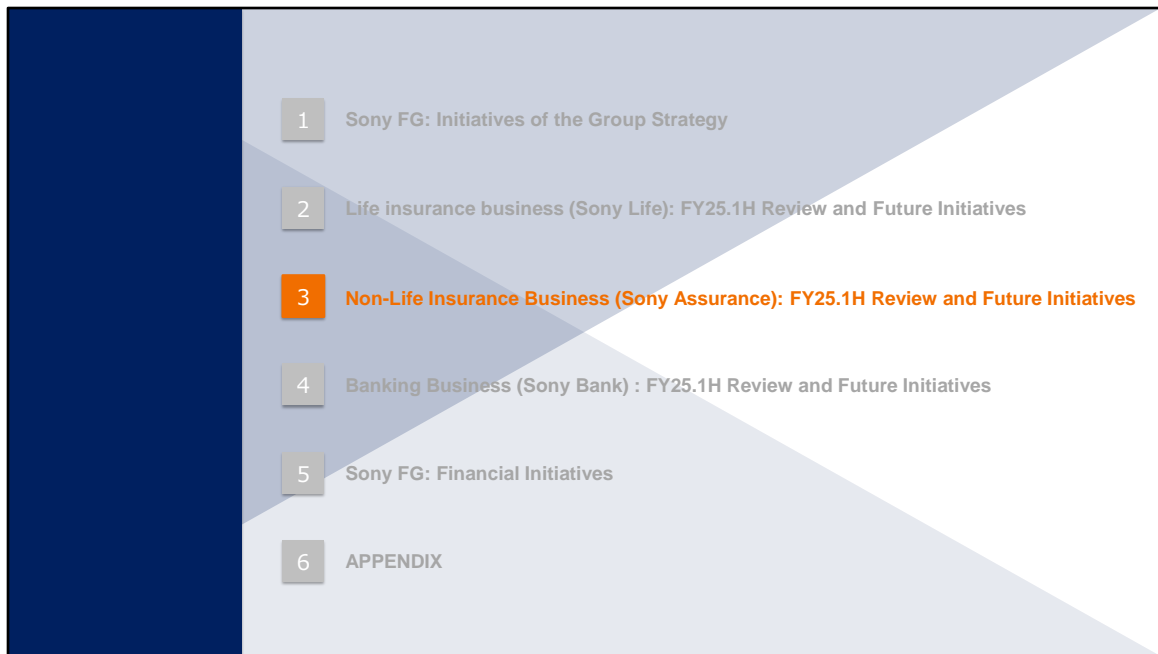 1 Sony FG: Initiatives of the Group Strategy
2 Life insurance business (Sony Life): FY25.1H Review and Future Initiatives
3 Non-Life Insurance Business (Sony Assurance): FY25.1H Review and Future Initiatives
4 Banking Business (Sony Bank) : FY25.1H Review and Future Initiatives
5 Sony FG: Financial Initiatives
6 APPENDIX